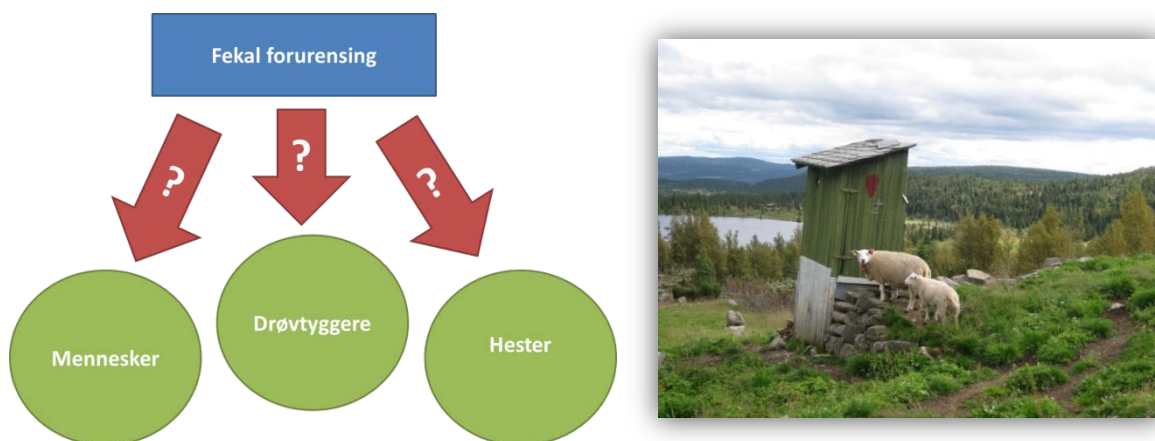 Fekal forurensing
?
?
?
Mennesker
Drøvtyggere
Hester